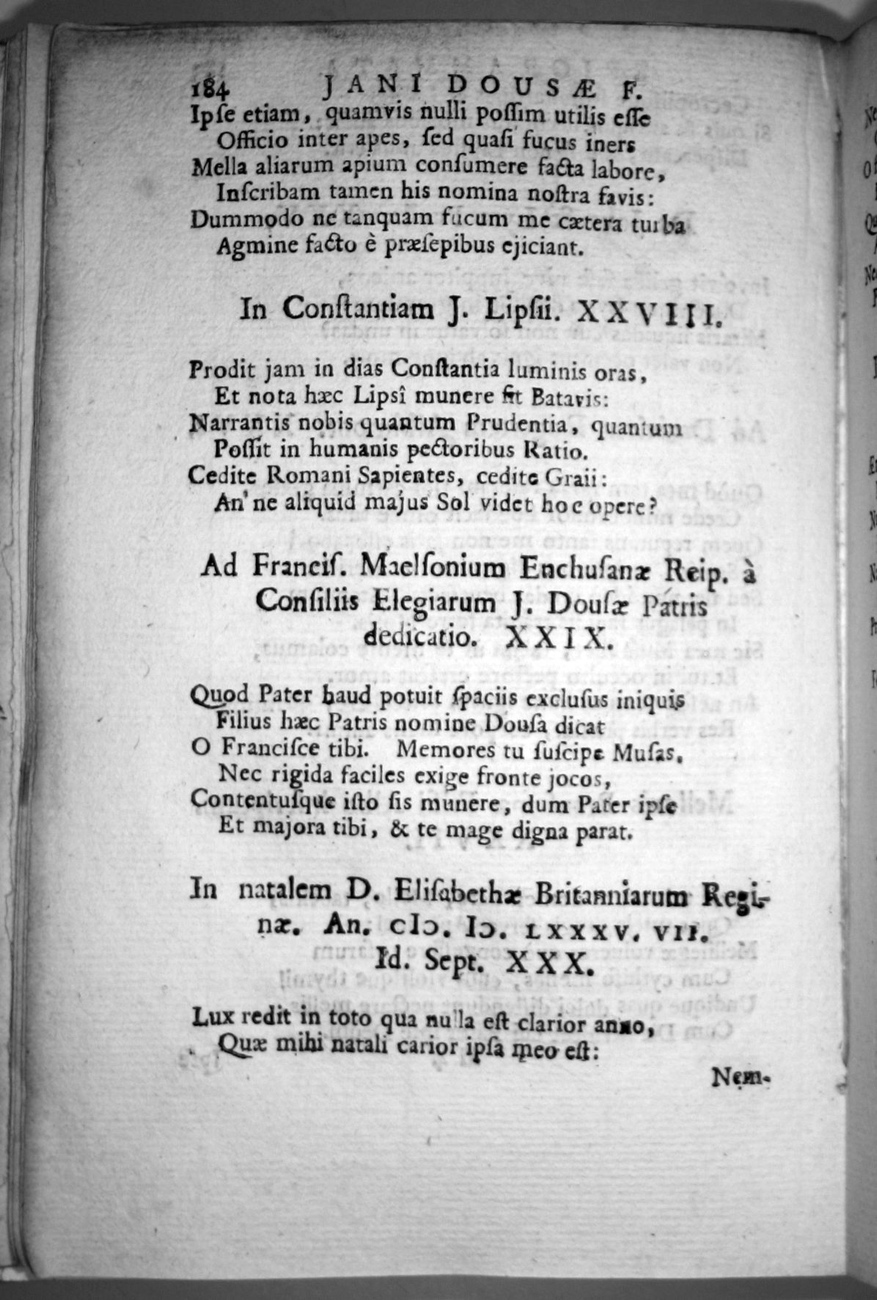 184 JANI DOUSÆ F.
Ipſe etiam, quamvis nulli poſſim utilis eſſe
Officio inter apes, ſed quaſi fucus iners
Mella aliarum apium conſumere facta labore,
Inſcribam tamen his nomina noſtra favis:
Dummodo ne tanquam fucum me cætera turba
Agmine facto è præſepibus ejiciant.
In Conſtantiam J. Lipſii. XXVIII.
Prodit jam in dias Conſtantia luminis oras,
Et nota hæc Lipsî munere fit Batavis:
Narrantis nobis quantum Prudentia, quantum
Poſſit in humanis pectoribus Ratio.
Cedite Romani Sapientes, cedite Graii:
An' ne aliquid majus Sol videt hoc opere?
Ad Franciſ. Maelſonium Enchuſanæ Reip. à
Conſiliis Elegiarum J. Douſæ Patris
dedicatio. XXIX.
Quod Pater haud potuit ſpaciis excluſus iniquis
Filius hæc Patris nomine Douſa dicat
O Franciſce tibi. Memores tu ſuſcipe Muſas,
Nec rigida faciles exige fronte jocos,
Contentuſque iſto ſis munere, dum Pater ipſe
Et majora tibi, & te mage digna parat.
In natalem D. Eliſabethæ Britanniarum Regi-
næ. An. cIↄ. Iↄ. LXXXV. VII.
Id. Sept. XXX.
Lux redit in toto qua nulla eſt clarior anno,
Quæ mihi natali carior ipſa meo eſt:
Nem-